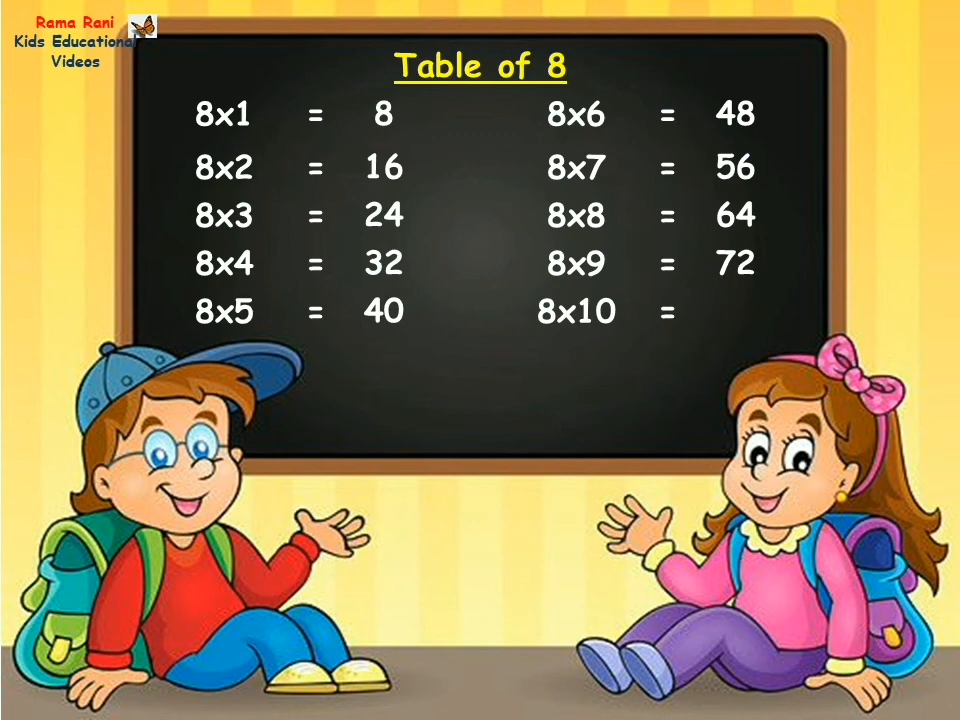 Rama Rani
Kids Educational
Videos
Table of 8
8x1 = 8 8x6 = 48
8x2 = 16 8x7 = 56
8x3 = 24 8x8 = 64
8x4 = 32 8x9 = 72
8x5 = 40 8x10 =